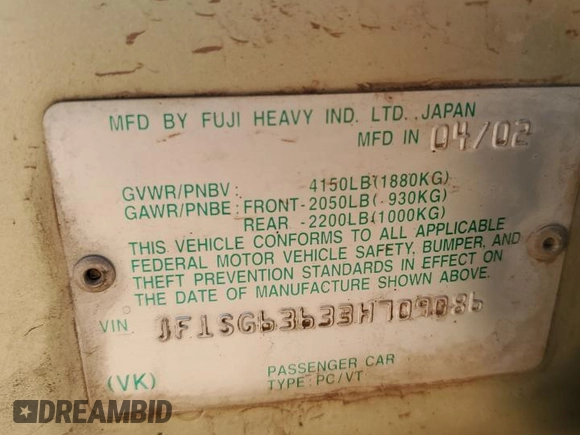 MFD BY FUJI HEAVY IND. LTD. JAPAN
MFD IN 04/02
GVWR/PNBV: 4150LB(1880KG)
GAWR/PNBE: FRONT-2050LB( 930KG)
REAR -2200LB(1000KG)
THIS VEHICLE CONFORMS TO ALL APPLICABLE
FEDERAL MOTOR VEHICLE SAFETY, BUMPER, AND
THEFT PREVENTION STANDARDS IN EFFECT ON
THE DATE OF MANUFACTURE SHOWN ABOVE.
VIN JF1SG63633H709086
PASSENGER CAR
(VK) TYPE:PC/VT
DREAMBID